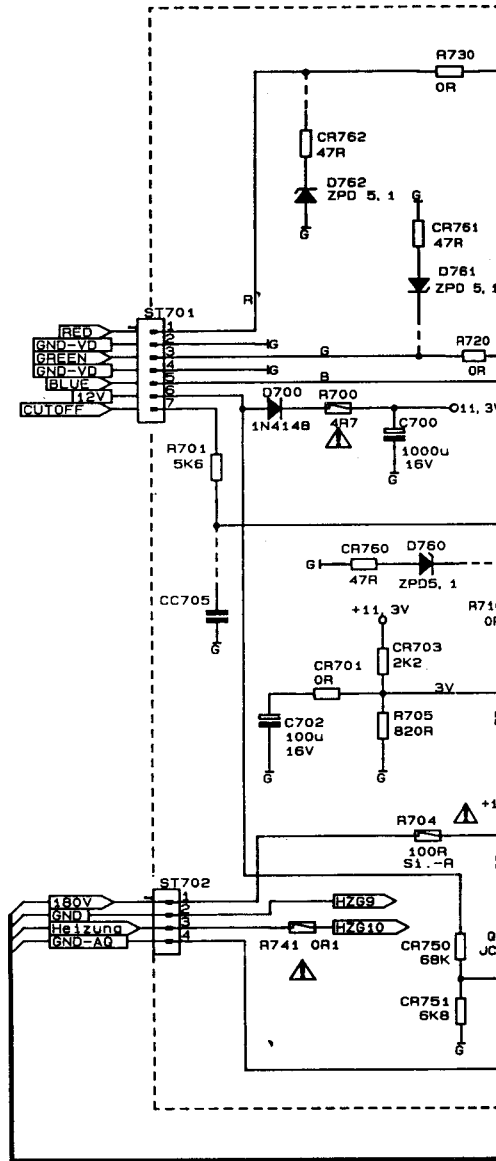 R730
0R
CR762
47R
D762
ZPD 5,1
G
G
CR761
47R
D761
ZPD 5,1
R
ST701
RED
1
GND-VD
2
G
R720
GREEN
3
G
0R
GND-VD
4
G
BLUE
5
B
12V
6
CUTOFF
7
D700
1N4148
R700
4R7
C700
1000u
16V
G
11,3V
R701
5K6
G
CR760
47R
D760
ZPD5,1
CC705
G
+11,3V
CR703
2K2
CR701
0R
3V
C702
100u
16V
G
R705
820R
G
R704
100R
Si.-R
ST702
180V
1
HZG9
GND
2
Heizung
3
HZG10
GND-AQ
4
R741 0R1
CR750
68K
CR751
6K8
G